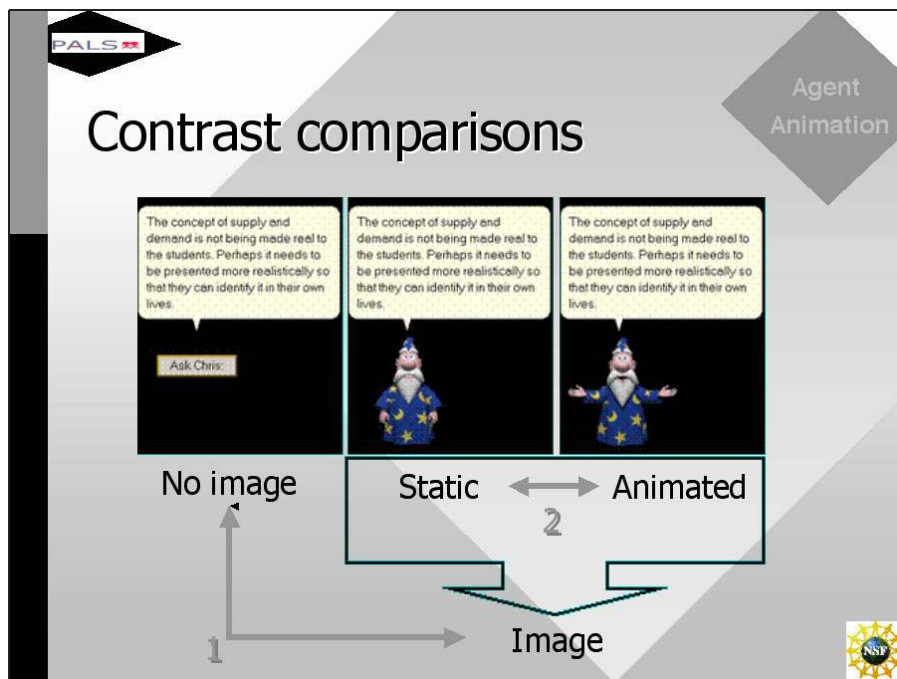 PALS
Agent
Animation
Contrast comparisons
The concept of supply and
demand is not being made real to
the students. Perhaps it needs to
be presented more realistically so
that they can identify it in their own
lives.
Ask Chris:
The concept of supply and
demand is not being made real to
the students. Perhaps it needs to
be presented more realistically so
that they can identify it in their own
lives.
The concept of supply and
demand is not being made real to
the students. Perhaps it needs to
be presented more realistically so
that they can identify it in their own
lives.
No image
Static
Animated
2
1
Image
NSF